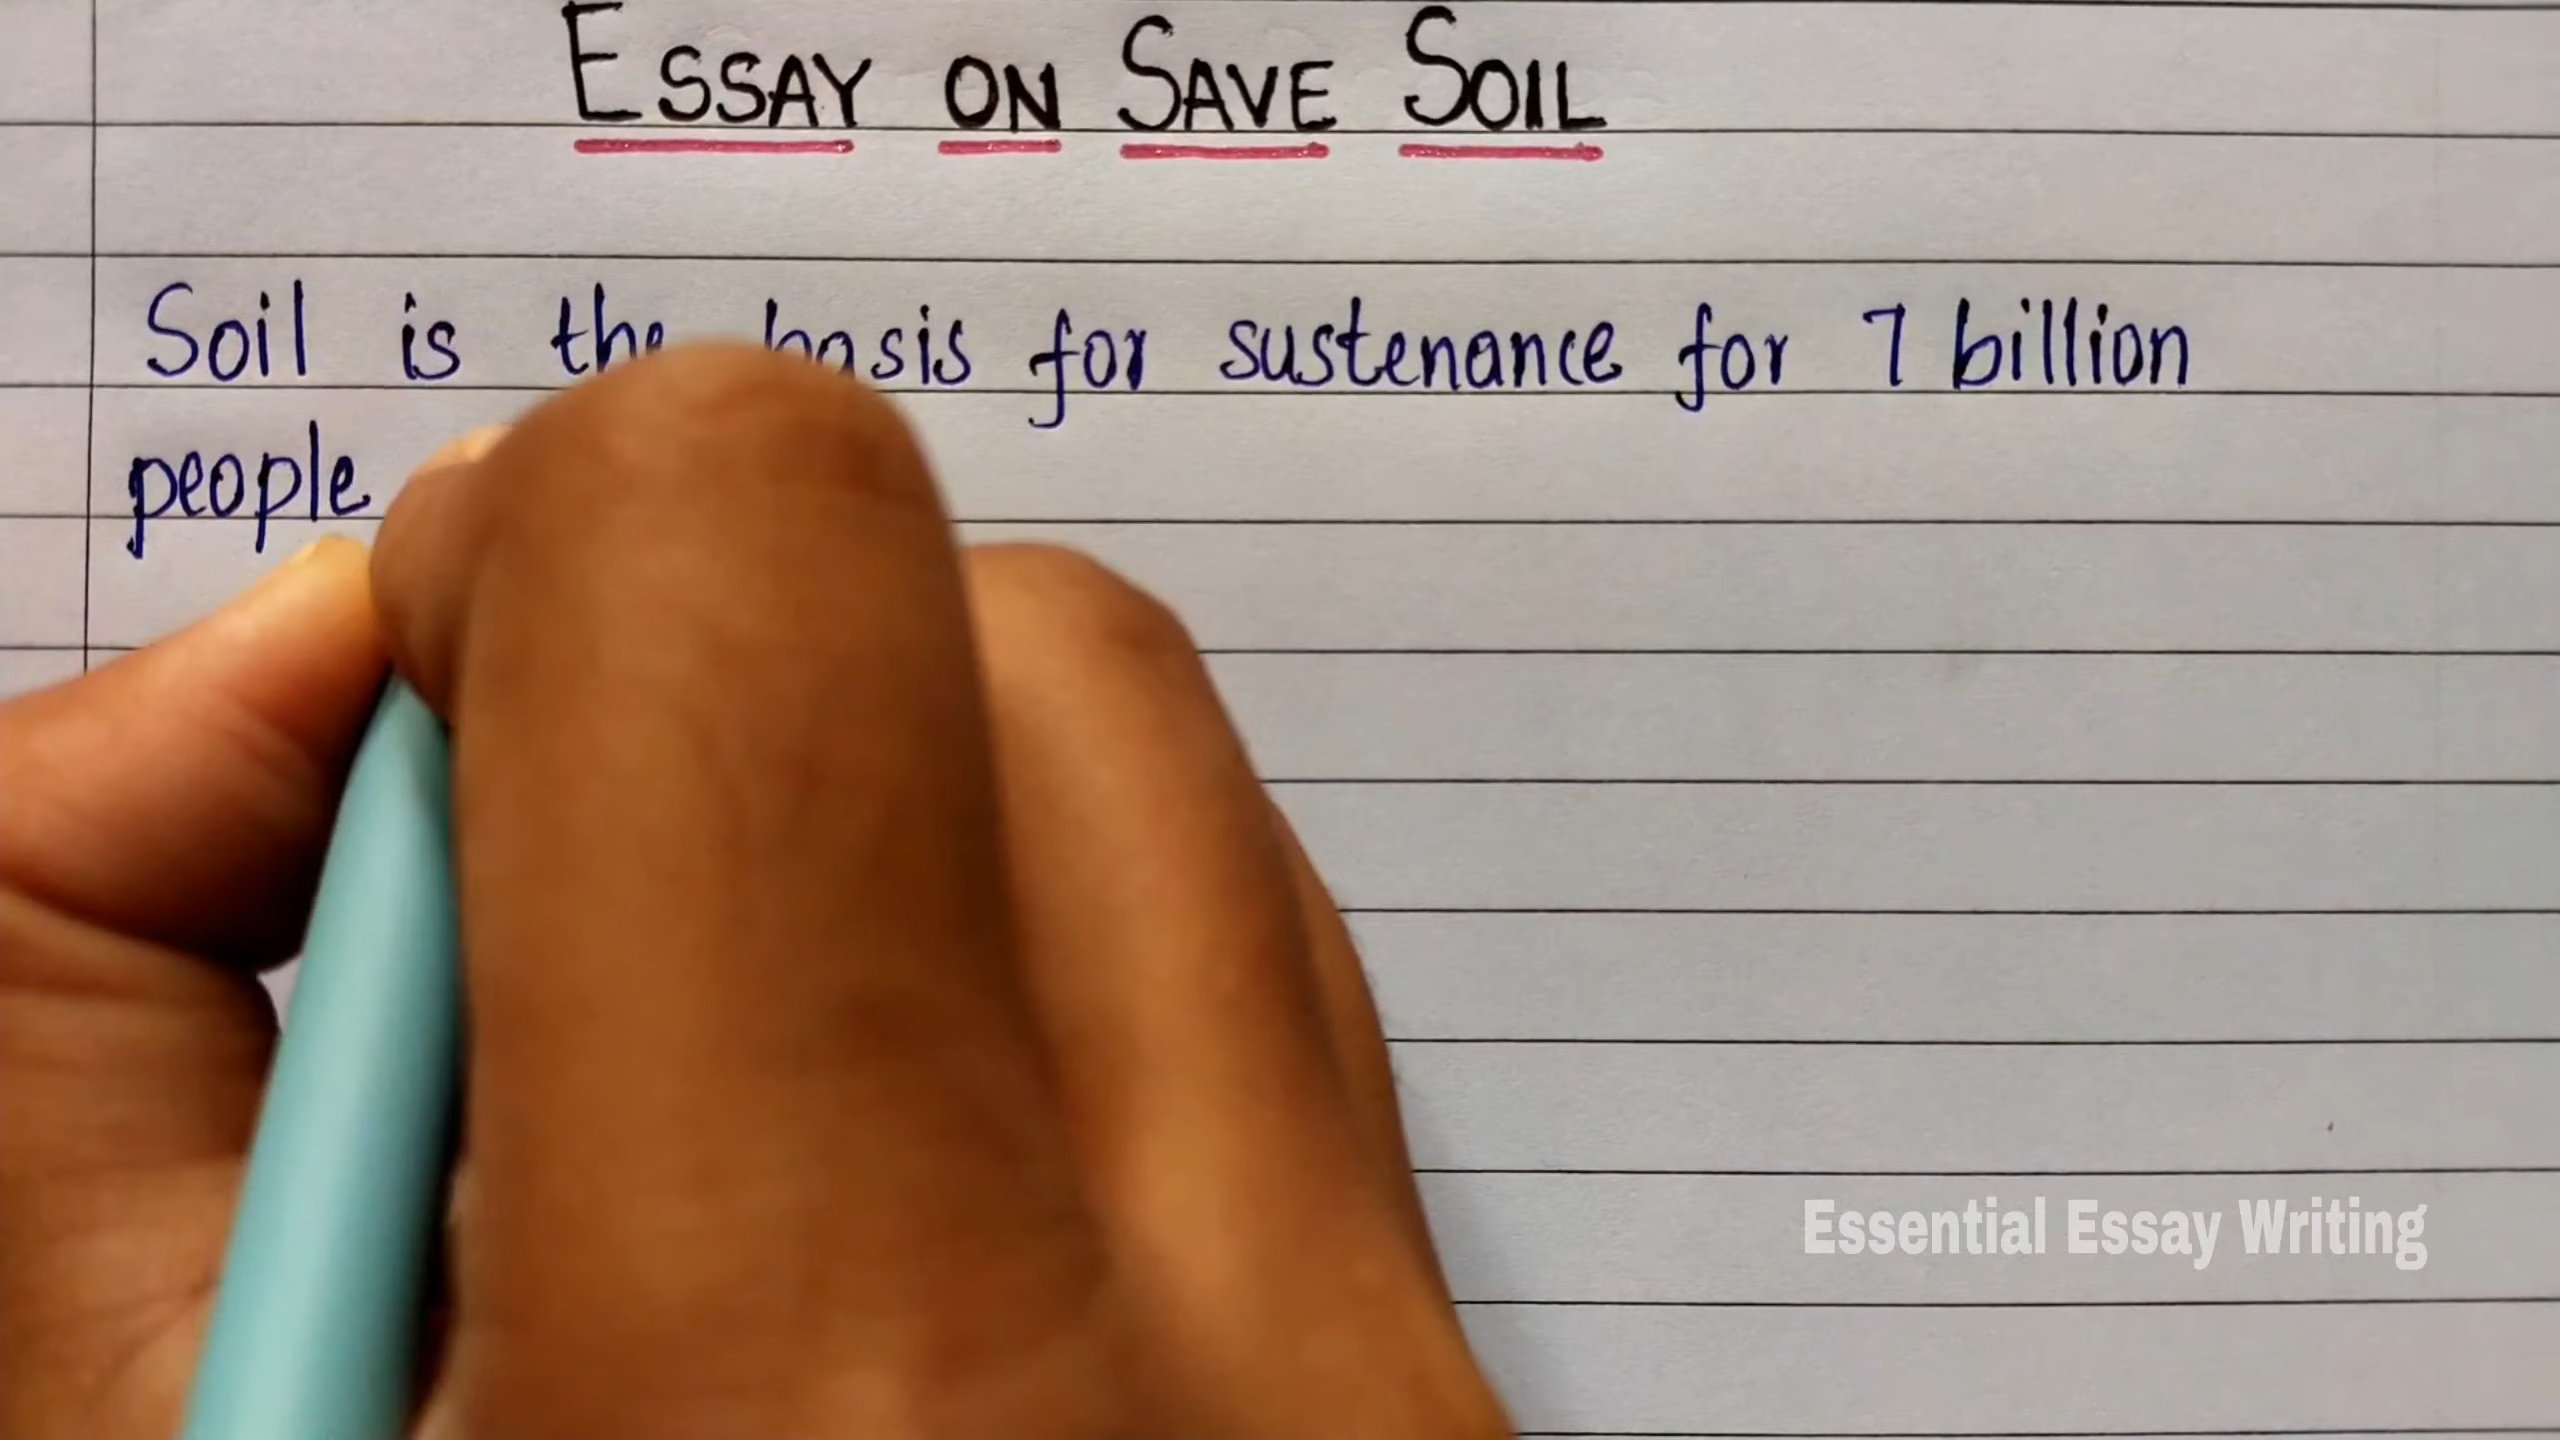 ESSAY ON SAVE SOIL
Soil is the basis for sustenance for 7 billion
people
Essential Essay Writing